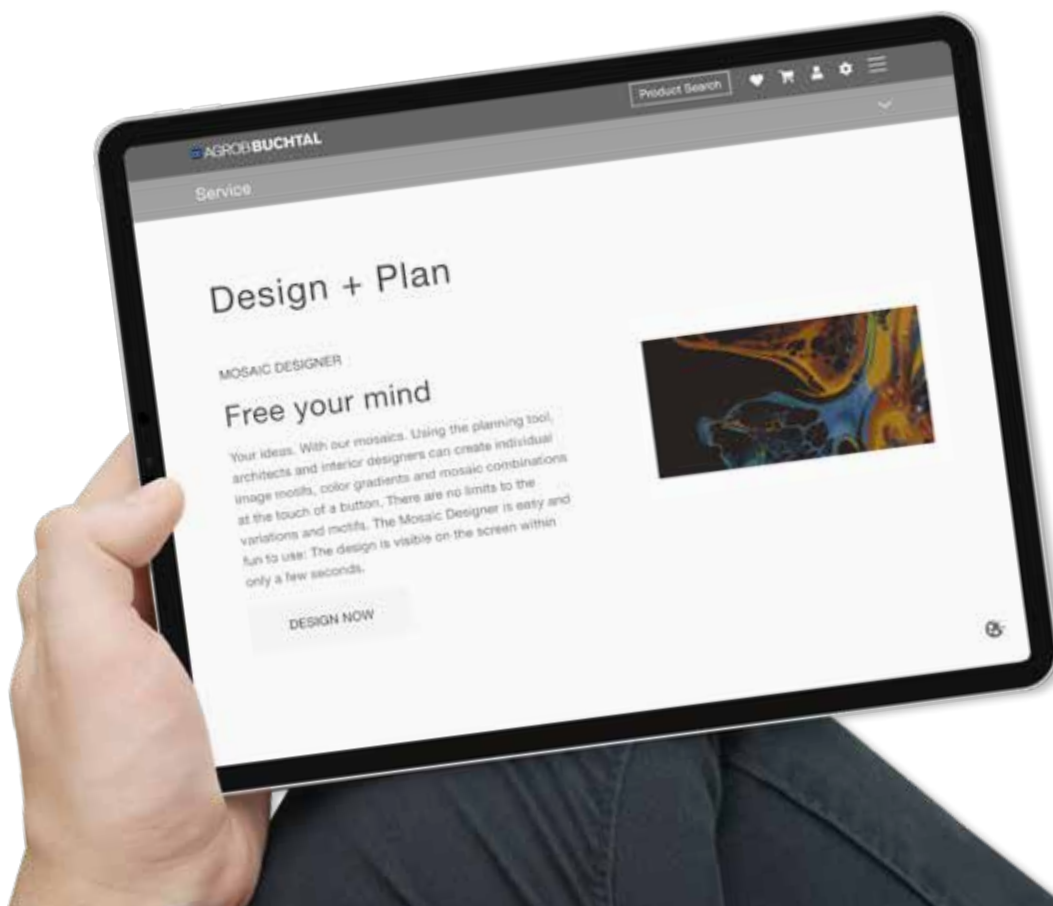 Product Search
AGROB BUCHTAL
Service
Design + Plan
MOSAIC DESIGNER
Free your mind
Your ideas. With our mosaics. Using the planning tool,
architects and interior designers can create individual
image motifs, color gradients and mosaic combinations
at the touch of a button. There are no limits to the
variations and motifs. The Mosaic Designer is easy and
fun to use: The design is visible on the screen within
only a few seconds.
DESIGN NOW